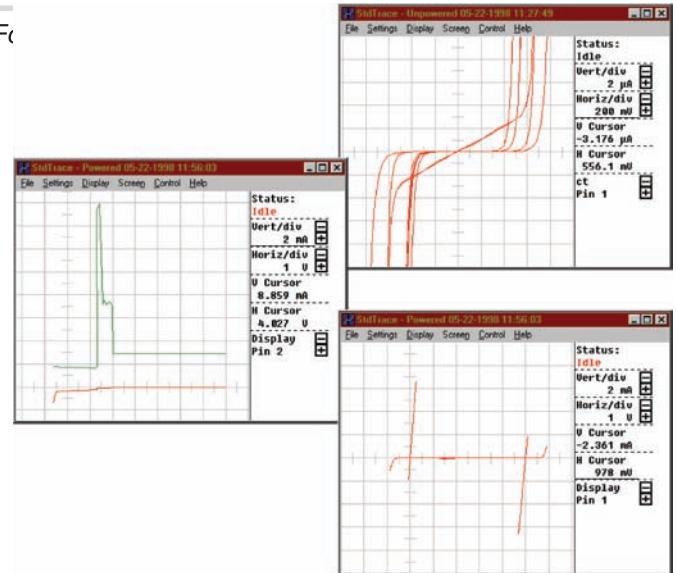 Fo
StdTrace - Unpowered 05-22-1998 11:27:49
File Settings Display Screen Control Help
Status:
Idle
Vert/div
2 µA
Horiz/div
200 mV
V Cursor
-3.176 µA
H Cursor
556.1 mV
ct
Pin 1
StdTrace - Powered 05-22-1998 11:56:03
File Settings Display Screen Control Help
Status:
Idle
Vert/div
2 mA
Horiz/div
1 V
V Cursor
8.859 mA
H Cursor
4.027 V
Display
Pin 2
StdTrace - Powered 05-22-1998 11:56:03
File Settings Display Screen Control Help
Status:
Idle
Vert/div
2 mA
Horiz/div
1 V
V Cursor
-2.361 mA
H Cursor
978 mV
Display
Pin 1